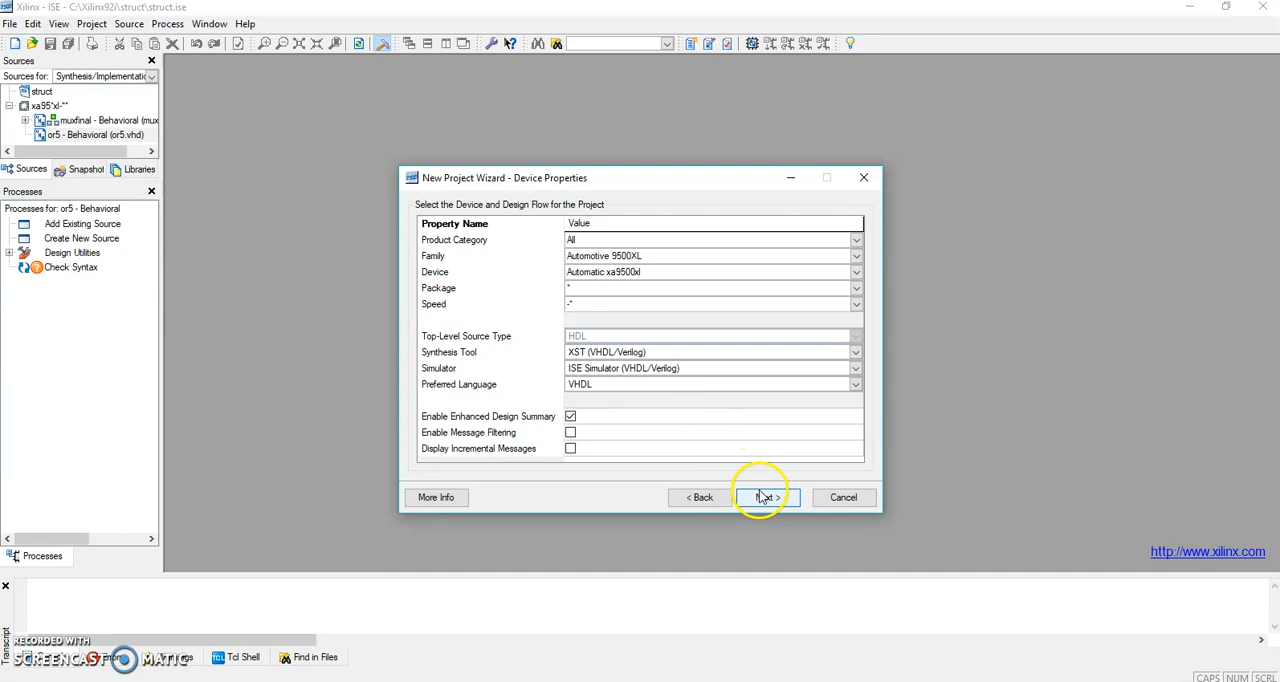 Xilinx - ISE - C:\Xilinx92i\struct\struct.ise
File Edit View Project Source Process Window Help
Sources
Sources for: Synthesis/Implementatic
struct
xa95*xl-**
muxfinal - Behavioral (mux
or5 - Behavioral (or5.vhd)
Sources Snapshot Libraries
Processes
Processes for: or5 - Behavioral
Add Existing Source
Create New Source
Design Utilities
Check Syntax
Processes
New Project Wizard - Device Properties
Select the Device and Design Flow for the Project
Property Name Value
Product Category All
Family Automotive 9500XL
Device Automatic xa9500xl
Package *
Speed -*
Top-Level Source Type HDL
Synthesis Tool XST (VHDL/Verilog)
Simulator ISE Simulator (VHDL/Verilog)
Preferred Language VHDL
Enable Enhanced Design Summary
Enable Message Filtering
Display Incremental Messages
More Info < Back Next > Cancel
http://www.xilinx.com
Transcript
RECORDED WITH
SCREENCAST MATIC
Tcl Shell Find in Files
CAPS NUM SCRL